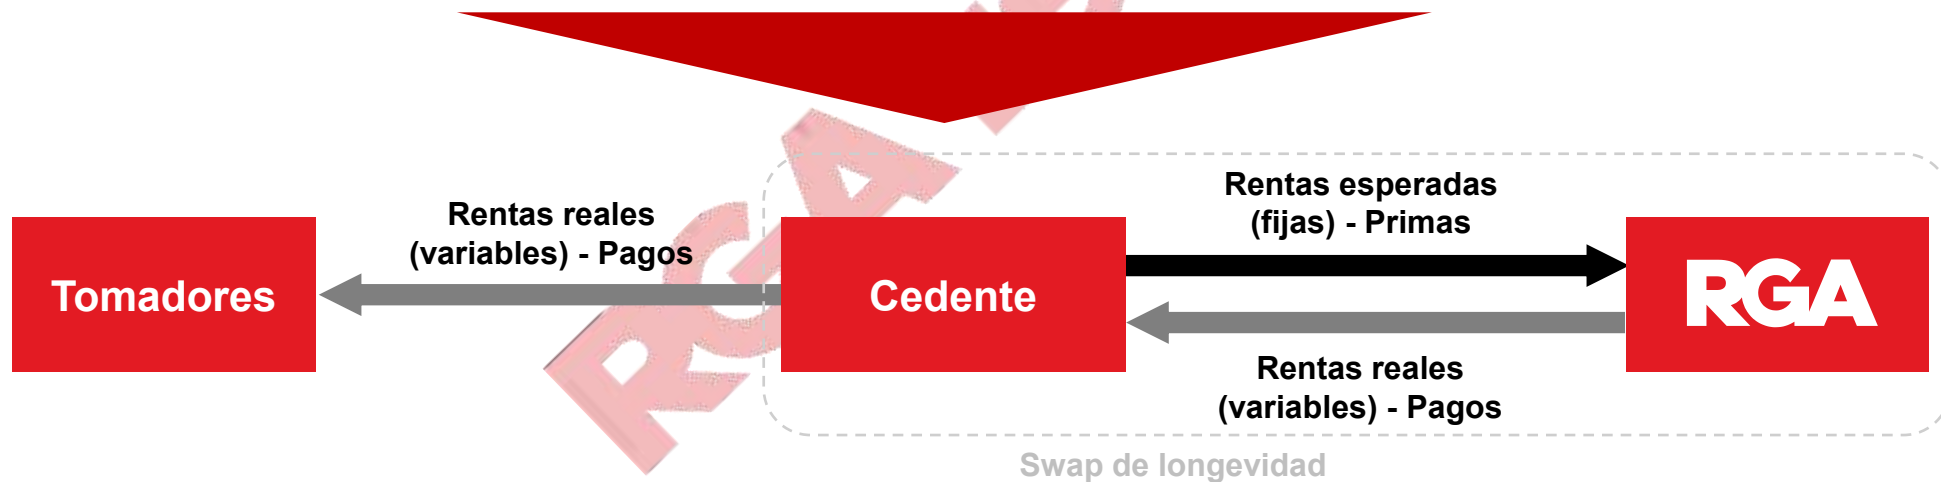 Rentas esperadas
(fijas) - Primas
Rentas reales
(variables) - Pagos
Tomadores
Cedente
RGA
Rentas reales
(variables) - Pagos
Swap de longevidad
RGA